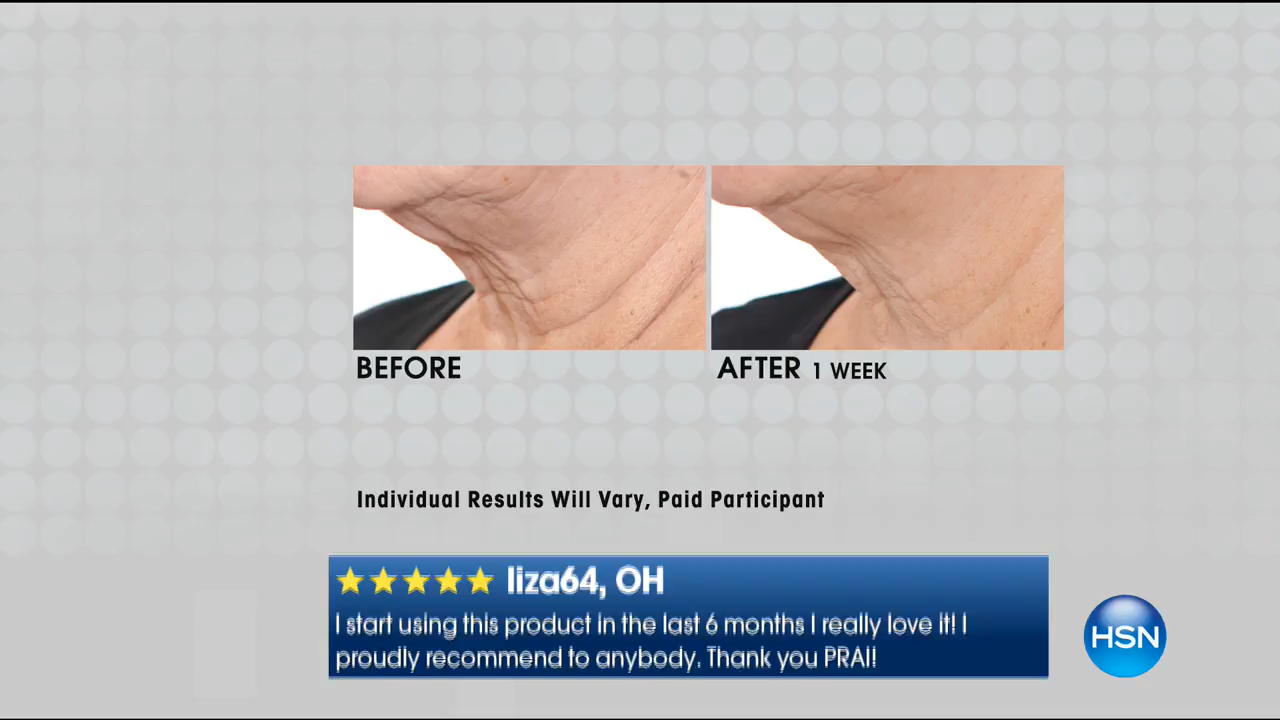 BEFORE
AFTER 1 WEEK
Individual Results Will Vary, Paid Participant
liza64, OH
I start using this product in the last 6 months I really love it! I
proudly recommend to anybody. Thank you PRAI!
HSN